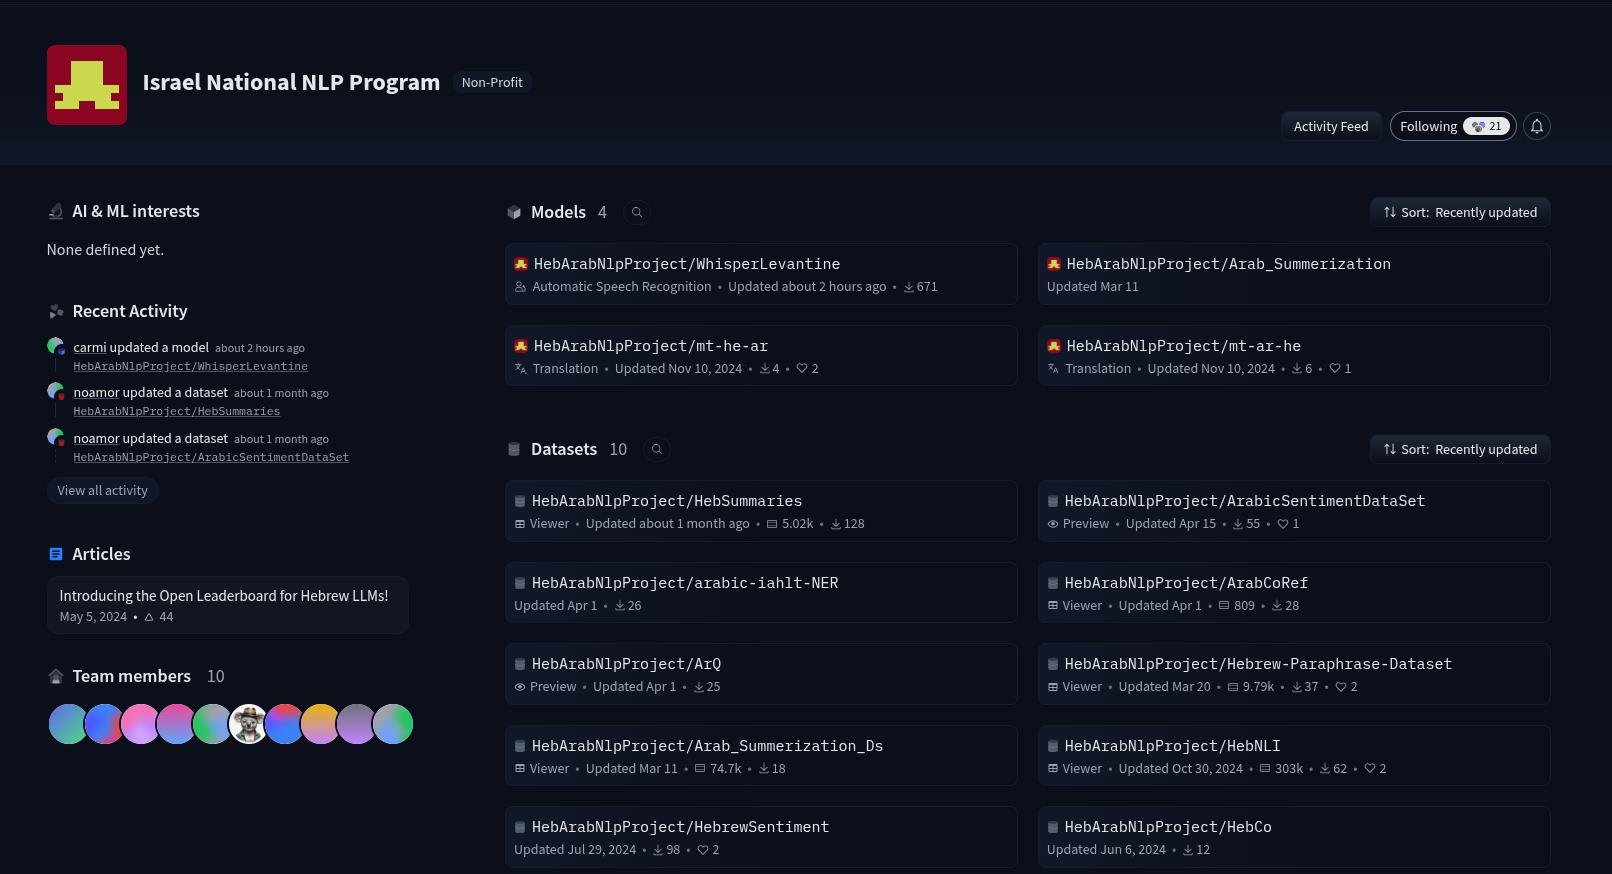 Israel National NLP Program
Non-Profit
Activity Feed
Following 21
AI & ML interests
None defined yet.
Recent Activity
carmi updated a model about 2 hours ago
HebArabNlpProject/WhisperLevantine
noamor updated a dataset about 1 month ago
HebArabNlpProject/HebSummaries
noamor updated a dataset about 1 month ago
HebArabNlpProject/ArabicSentimentDataSet
View all activity
Articles
Introducing the Open Leaderboard for Hebrew LLMs!
May 5, 2024 • 44
Team members 10
Models 4
Sort: Recently updated
HebArabNlpProject/WhisperLevantine
Automatic Speech Recognition • Updated about 2 hours ago • 671
HebArabNlpProject/Arab_Summerization
Updated Mar 11
HebArabNlpProject/mt-he-ar
Translation • Updated Nov 10, 2024 • 4 • 2
HebArabNlpProject/mt-ar-he
Translation • Updated Nov 10, 2024 • 6 • 1
Datasets 10
Sort: Recently updated
HebArabNlpProject/HebSummaries
Viewer • Updated about 1 month ago • 5.02k • 128
HebArabNlpProject/ArabicSentimentDataSet
Preview • Updated Apr 15 • 55 • 1
HebArabNlpProject/arabic-iahlt-NER
Updated Apr 1 • 26
HebArabNlpProject/ArabCoRef
Viewer • Updated Apr 1 • 809 • 28
HebArabNlpProject/ArQ
Preview • Updated Apr 1 • 25
HebArabNlpProject/Hebrew-Paraphrase-Dataset
Viewer • Updated Mar 20 • 9.79k • 37 • 2
HebArabNlpProject/Arab_Summerization_Ds
Viewer • Updated Mar 11 • 74.7k • 18
HebArabNlpProject/HebNLI
Viewer • Updated Oct 30, 2024 • 303k • 62 • 2
HebArabNlpProject/HebrewSentiment
Updated Jul 29, 2024 • 98 • 2
HebArabNlpProject/HebCo
Updated Jun 6, 2024 • 12